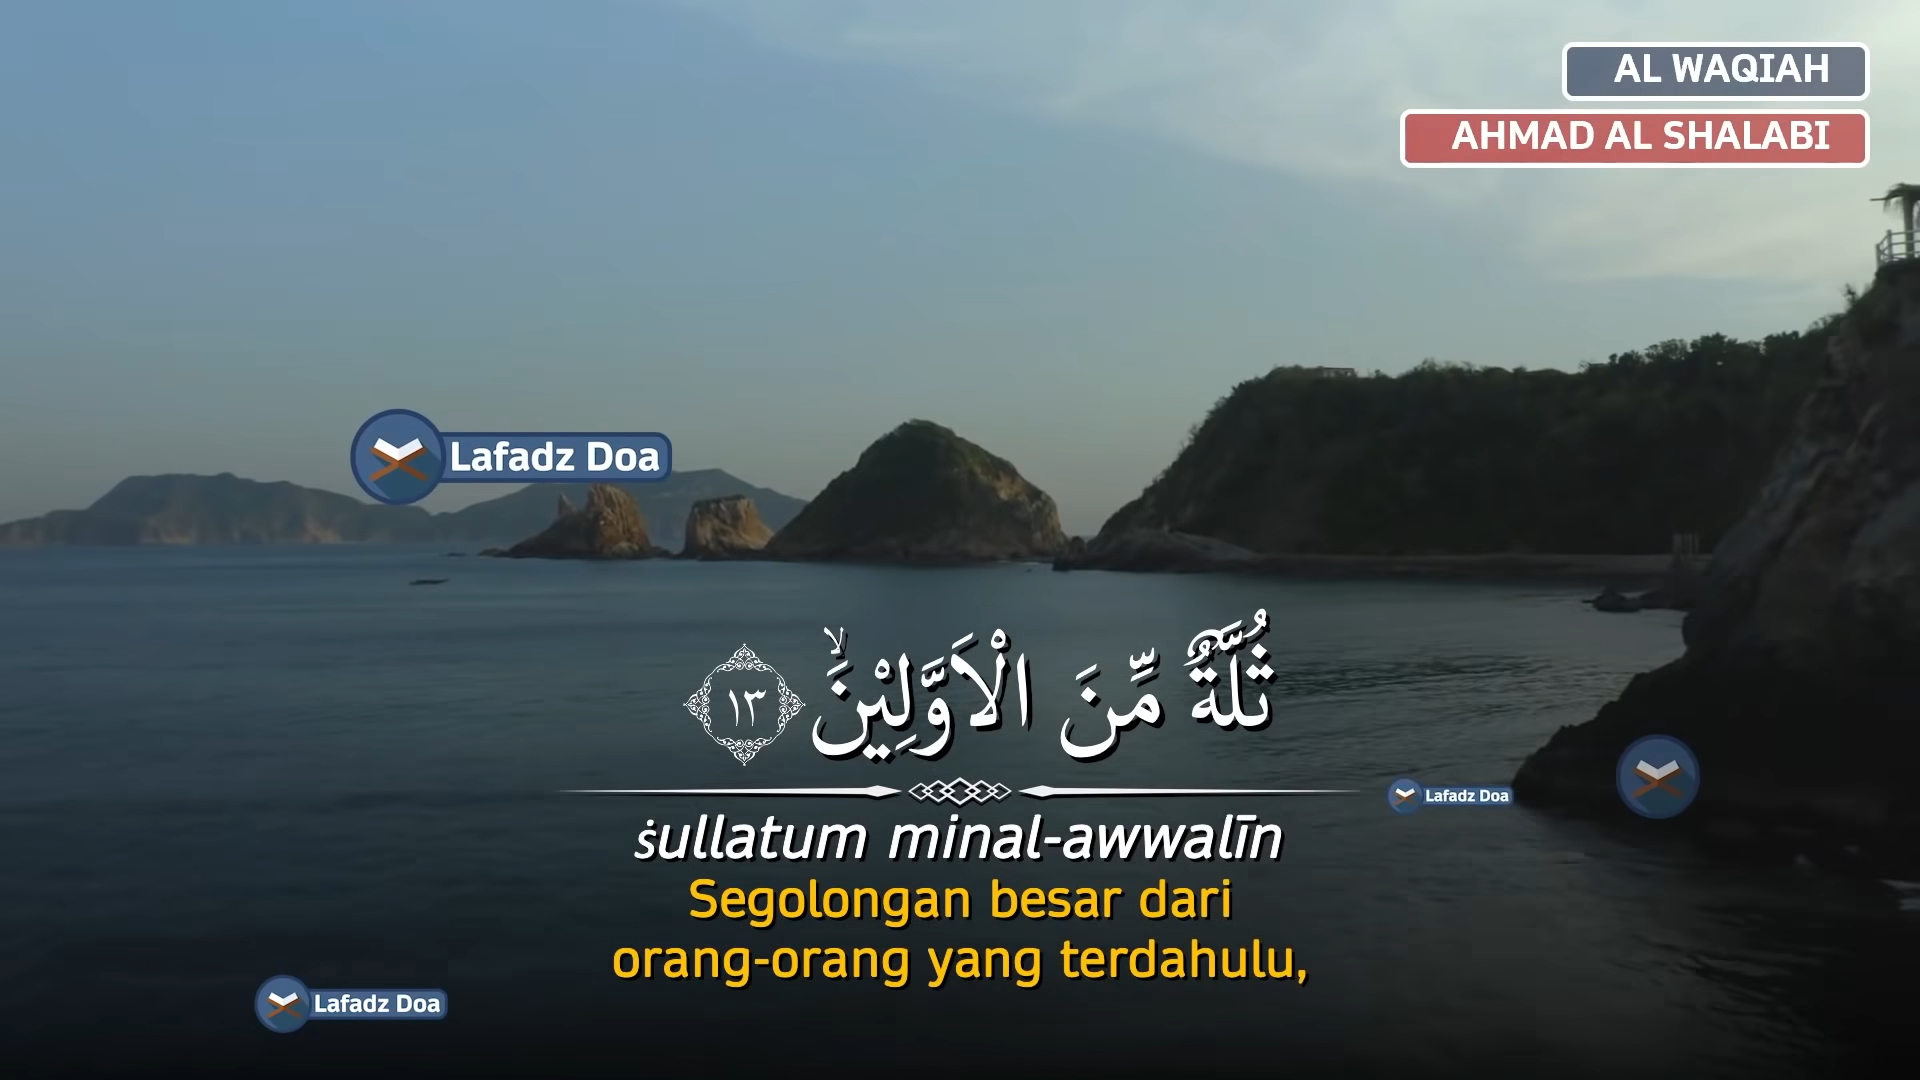 AL WAQIAH
AHMAD AL SHALABI
Lafadz Doa
ثُلَّةٌ مِّنَ الْاَوَّلِيْنَۙ ١٣
Lafadz Doa
ṡullatum minal-awwalīn
Segolongan besar dari
orang-orang yang terdahulu,
Lafadz Doa